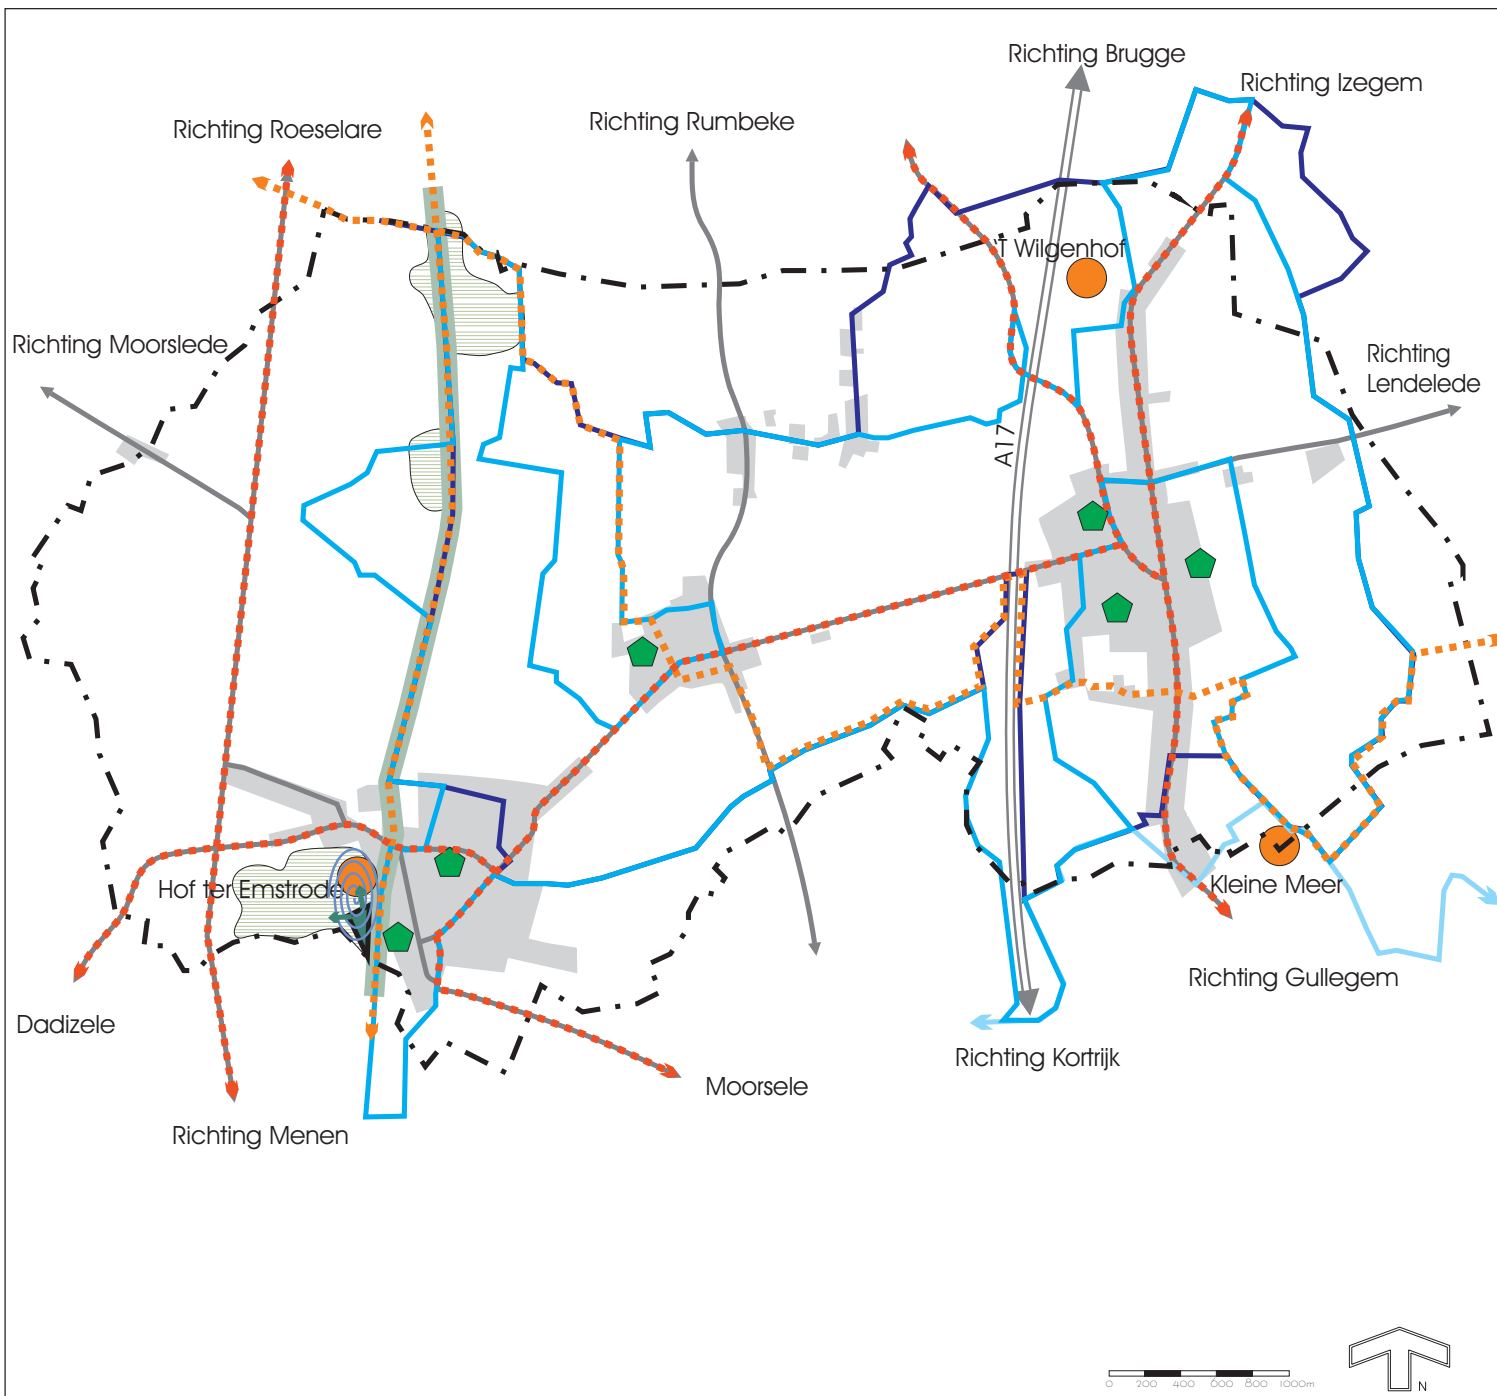 Richting Brugge
Richting Izegem
Richting Roeselare
Richting Rumbeke
'T Wilgenhof
Richting Moorslede
Richting
Lendelede
A17
Hof ter Emstrode
Kleine Meer
Richting Gullegem
Dadizele
Richting Kortrijk
Moorsele
Richting Menen
0 200 400 600 800 1000m
N